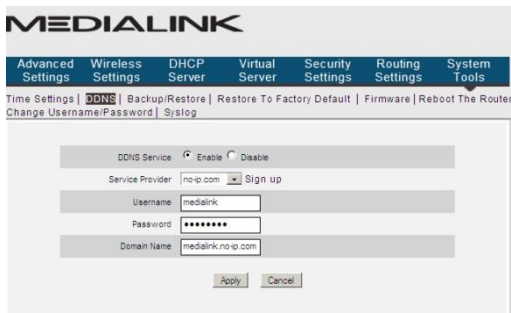 MEDIALINK
Advanced Settings Wireless Settings DHCP Server Virtual Server Security Settings Routing Settings System Tools
Time Settings | DDNS | Backup/Restore | Restore To Factory Default | Firmware | Reboot The Router
Change Username/Password | Syslog
DDNS Service Enable Disable
Service Provider no-ip.com Sign up
Username medialink
Password ••••••••
Domain Name medialink.no-ip.com
Apply Cancel